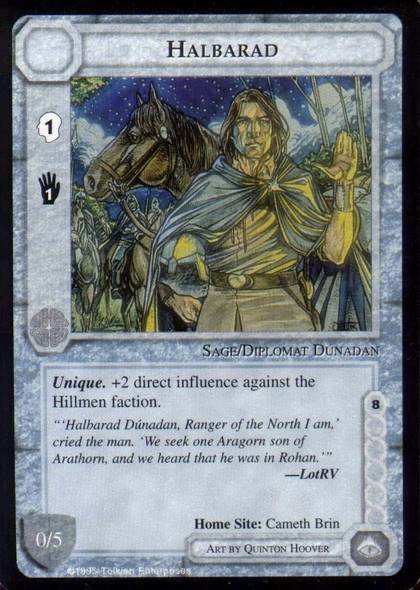 HALBARAD
1
1
SAGE/DIPLOMAT DÚNADAN
Unique. +2 direct influence against the
Hillmen faction.
8
“‘Halbarad Dúnadan, Ranger of the North I am,’
cried the man. ‘We seek one Aragorn son of
Arathorn, and we heard that he was in Rohan.’”
—LotRV
Home Site: Cameth Brin
0/5
ART BY QUINTON HOOVER
©1995 Tolkien Enterprises